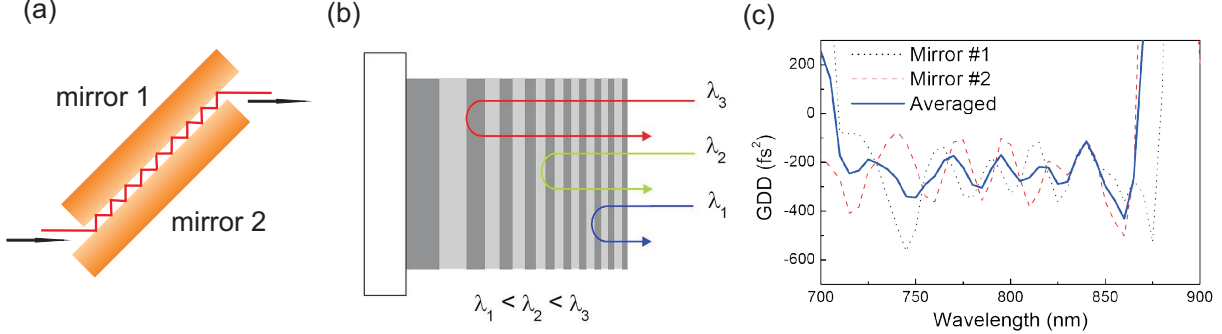 (a)
mirror 1
mirror 2
(b)
λ3
λ2
λ1
λ1 < λ2 < λ3
(c)
Mirror #1
Mirror #2
Averaged
GDD (fs²)
200
0
-200
-400
-600
700 750 800 850 900
Wavelength (nm)